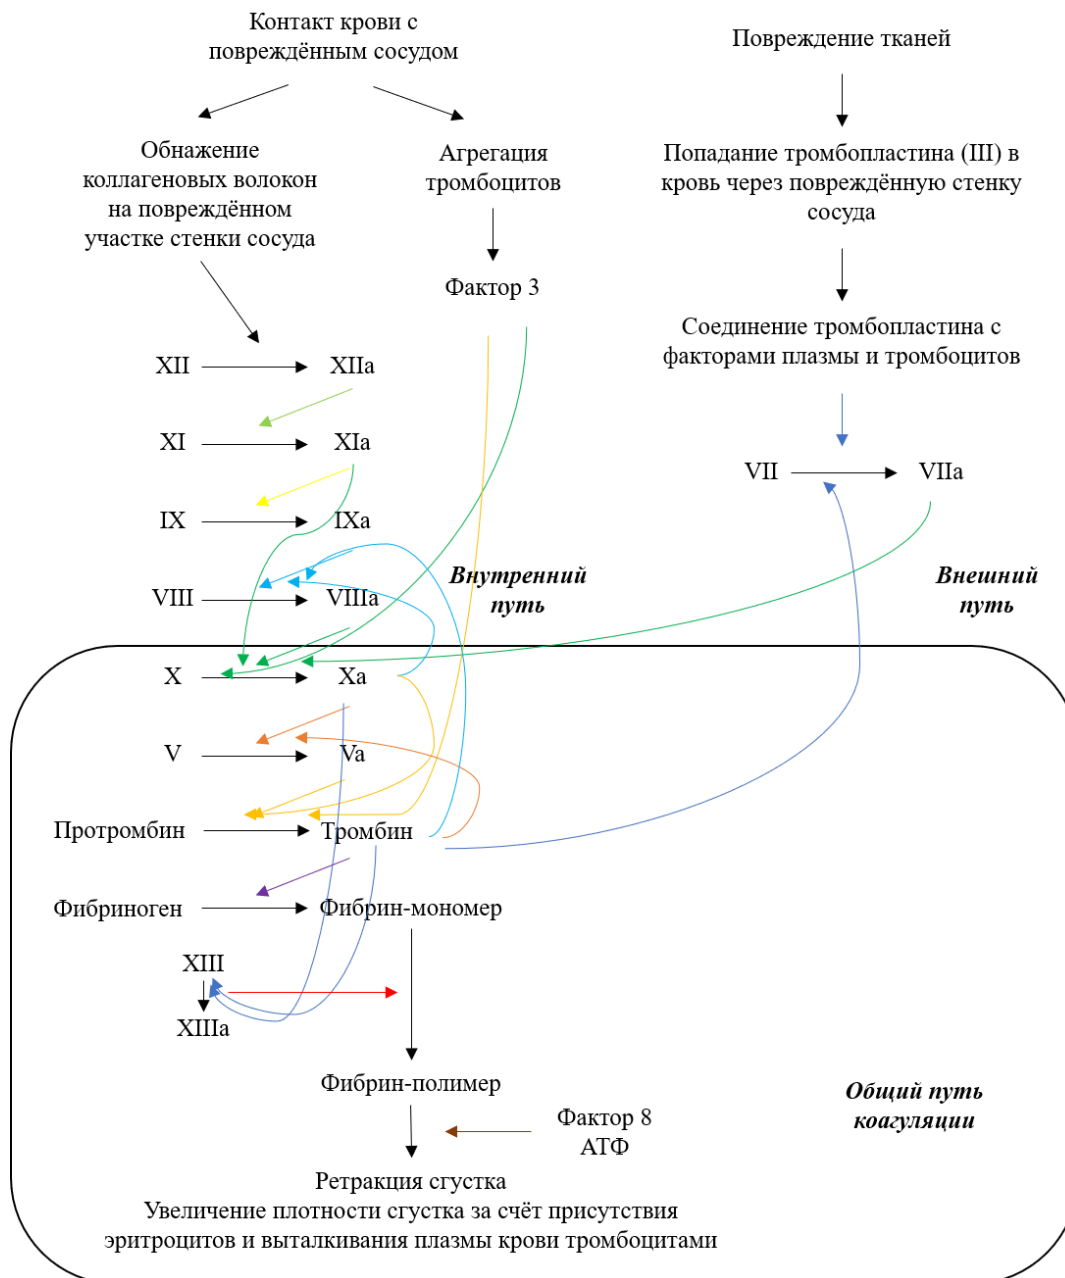 Контакт крови с
повреждённым сосудом
Повреждение тканей
Обнажение
коллагеновых волокон
на повреждённом
участке стенки сосуда
Агрегация
тромбоцитов
Попадание тромбопластина (III) в
кровь через повреждённую стенку
сосуда
Фактор 3
Соединение тромбопластина с
факторами плазмы и тромбоцитов
XII XIIa
XI XIa
VII VIIa
IX IXa
VIII VIIIa
Внутренний
путь
Внешний
путь
X Xa
V Va
Протромбин Тромбин
Фибриноген Фибрин-мономер
XIII
XIIIa
Фибрин-полимер
Общий путь
коагуляции
Фактор 8
АТФ
Ретракция сгустка
Увеличение плотности сгустка за счёт присутствия
эритроцитов и выталкивания плазмы крови тромбоцитами